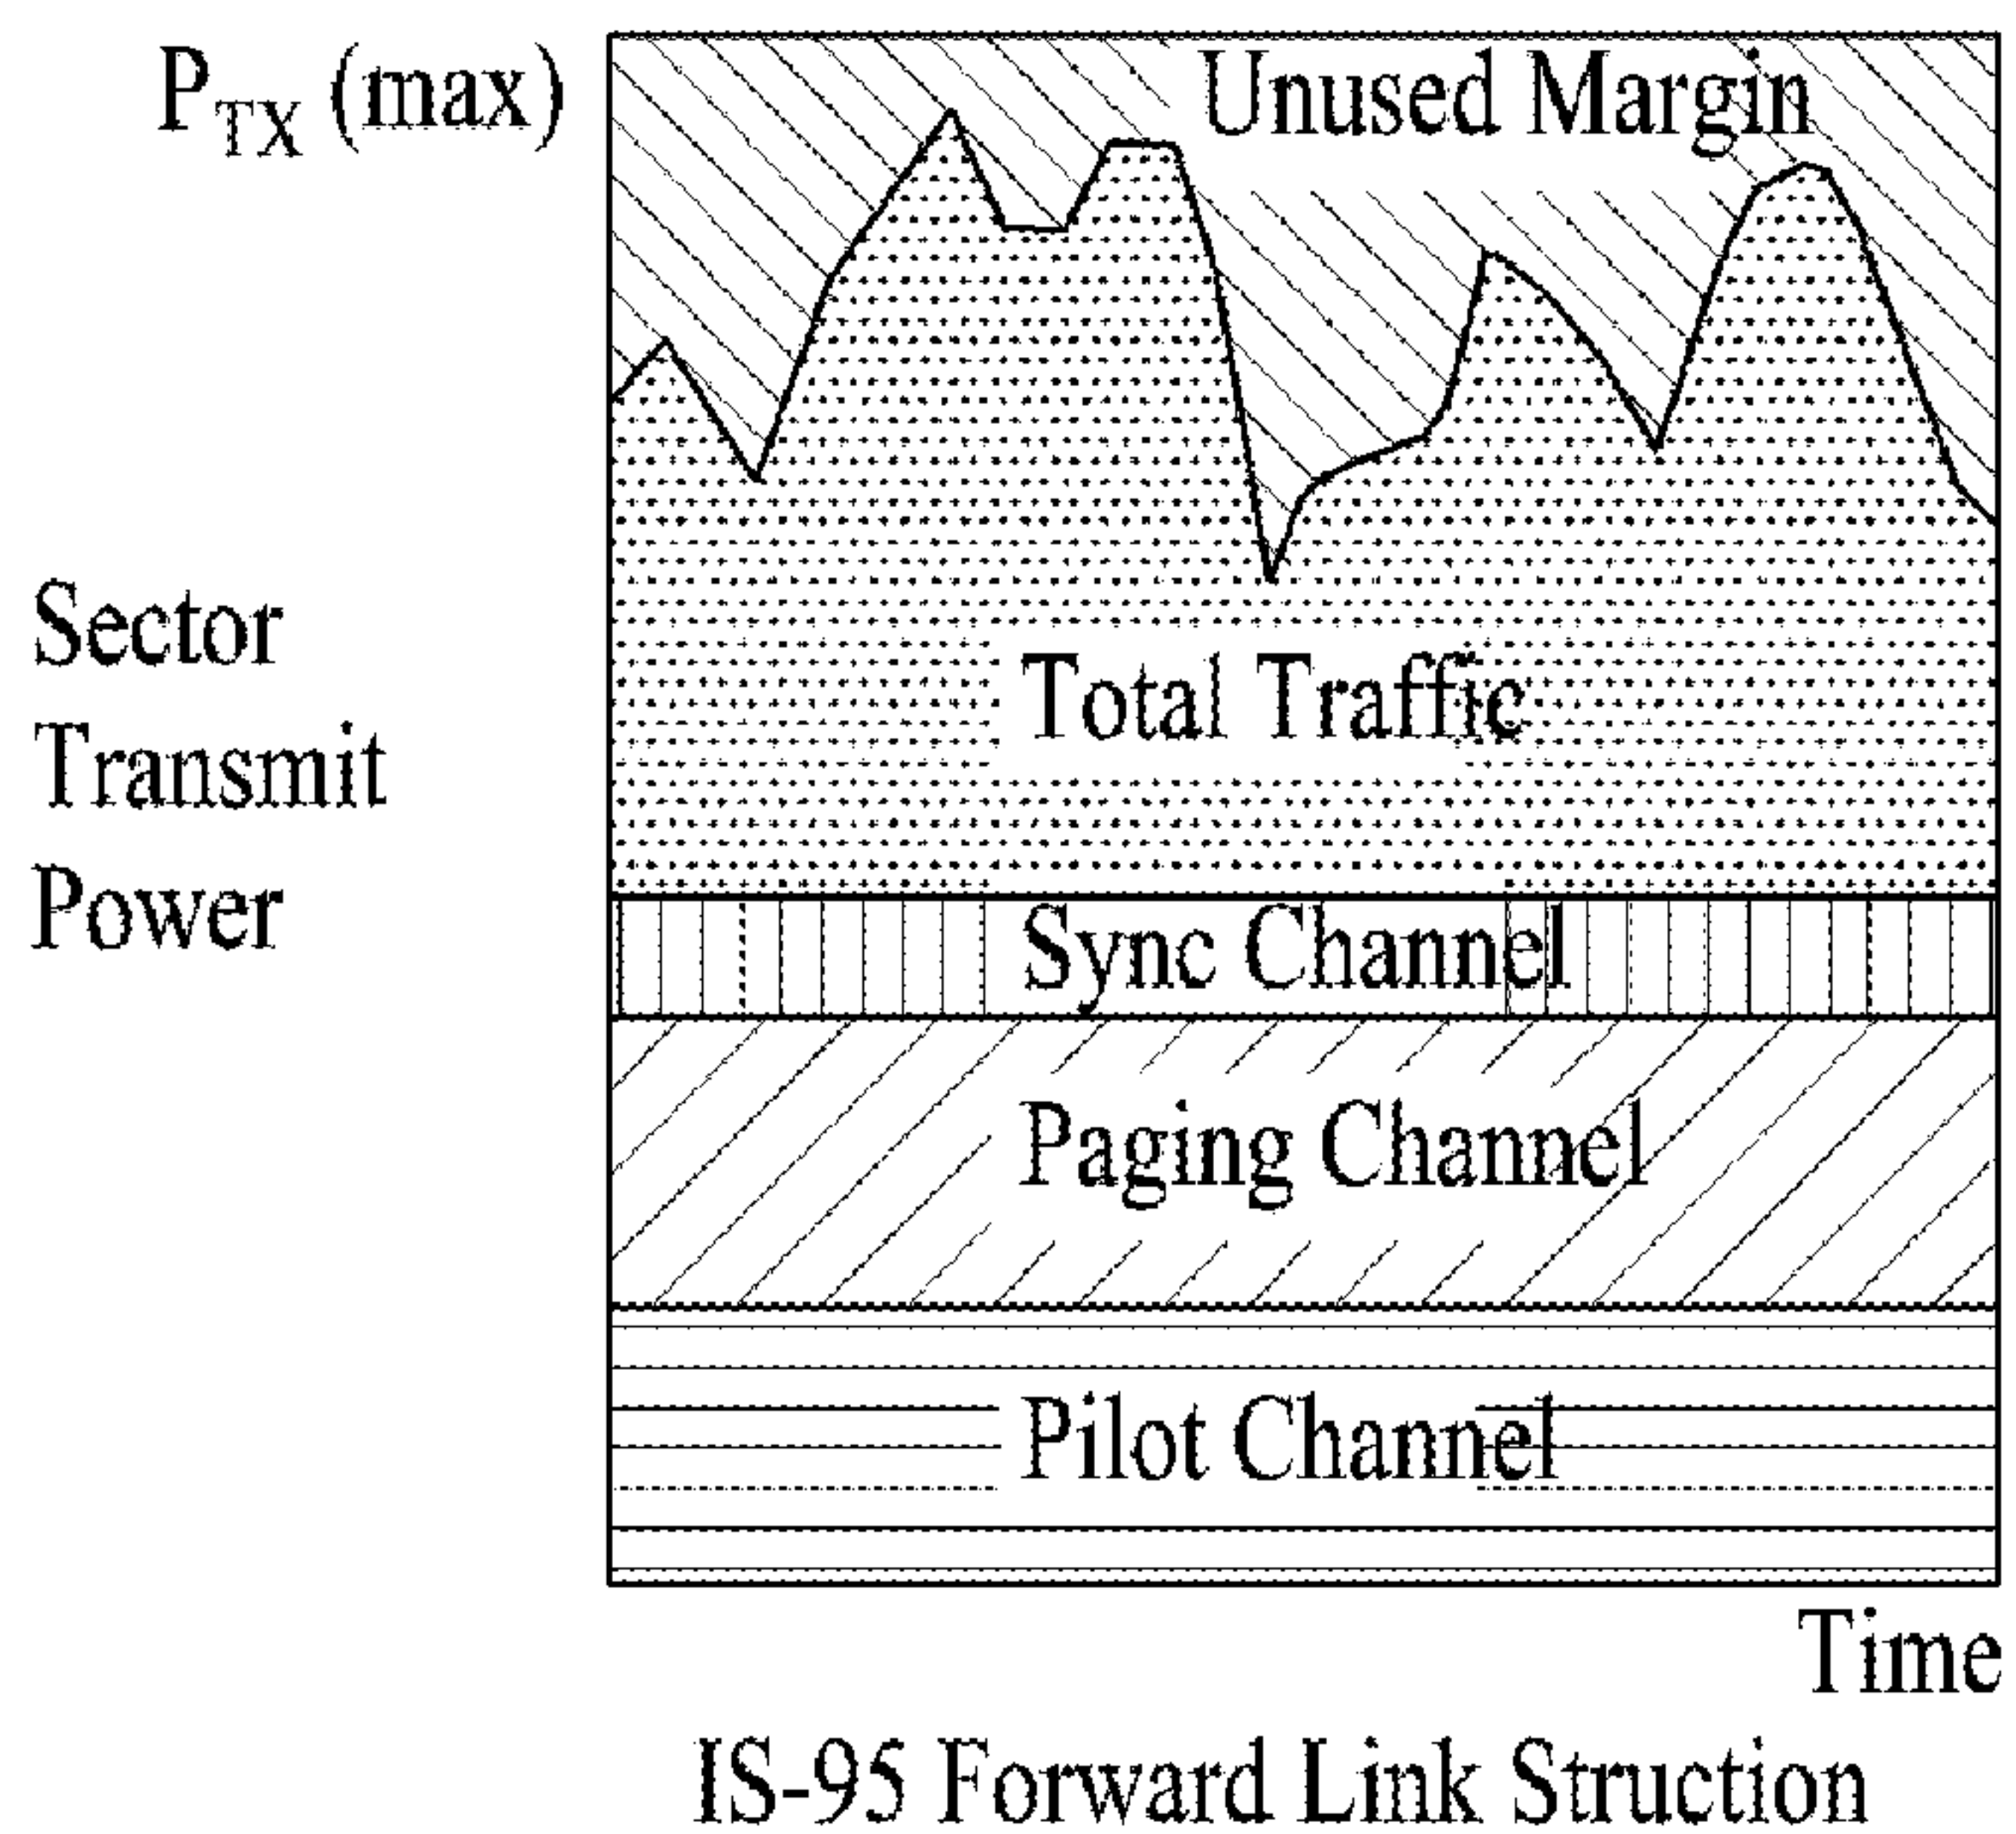 P_TX (max)
Unused Margin
Sector
Transmit
Power
Total Traffic
Sync Channel
Paging Channel
Pilot Channel
Time
IS-95 Forward Link Struction